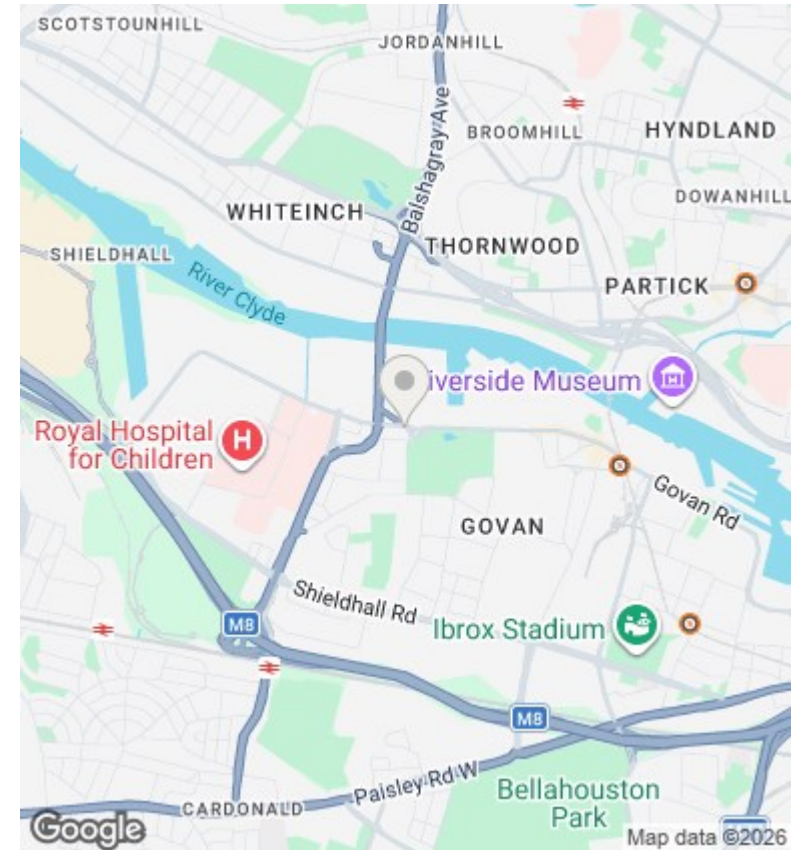 SCOTSTOUNHILL
JORDANHILL
Balshagray Ave
BROOMHILL
HYNDLAND
DOWANHILL
WHITEINCH
THORNWOOD
SHIELDHALL
River Clyde
PARTICK
iverside Museum
Royal Hospital
for Children
H
Govan Rd
GOVAN
Shieldhall Rd
M8
Ibrox Stadium
M8
Paisley Rd W
Bellahouston
Park
CARDONALD
Google
Map data ©2026